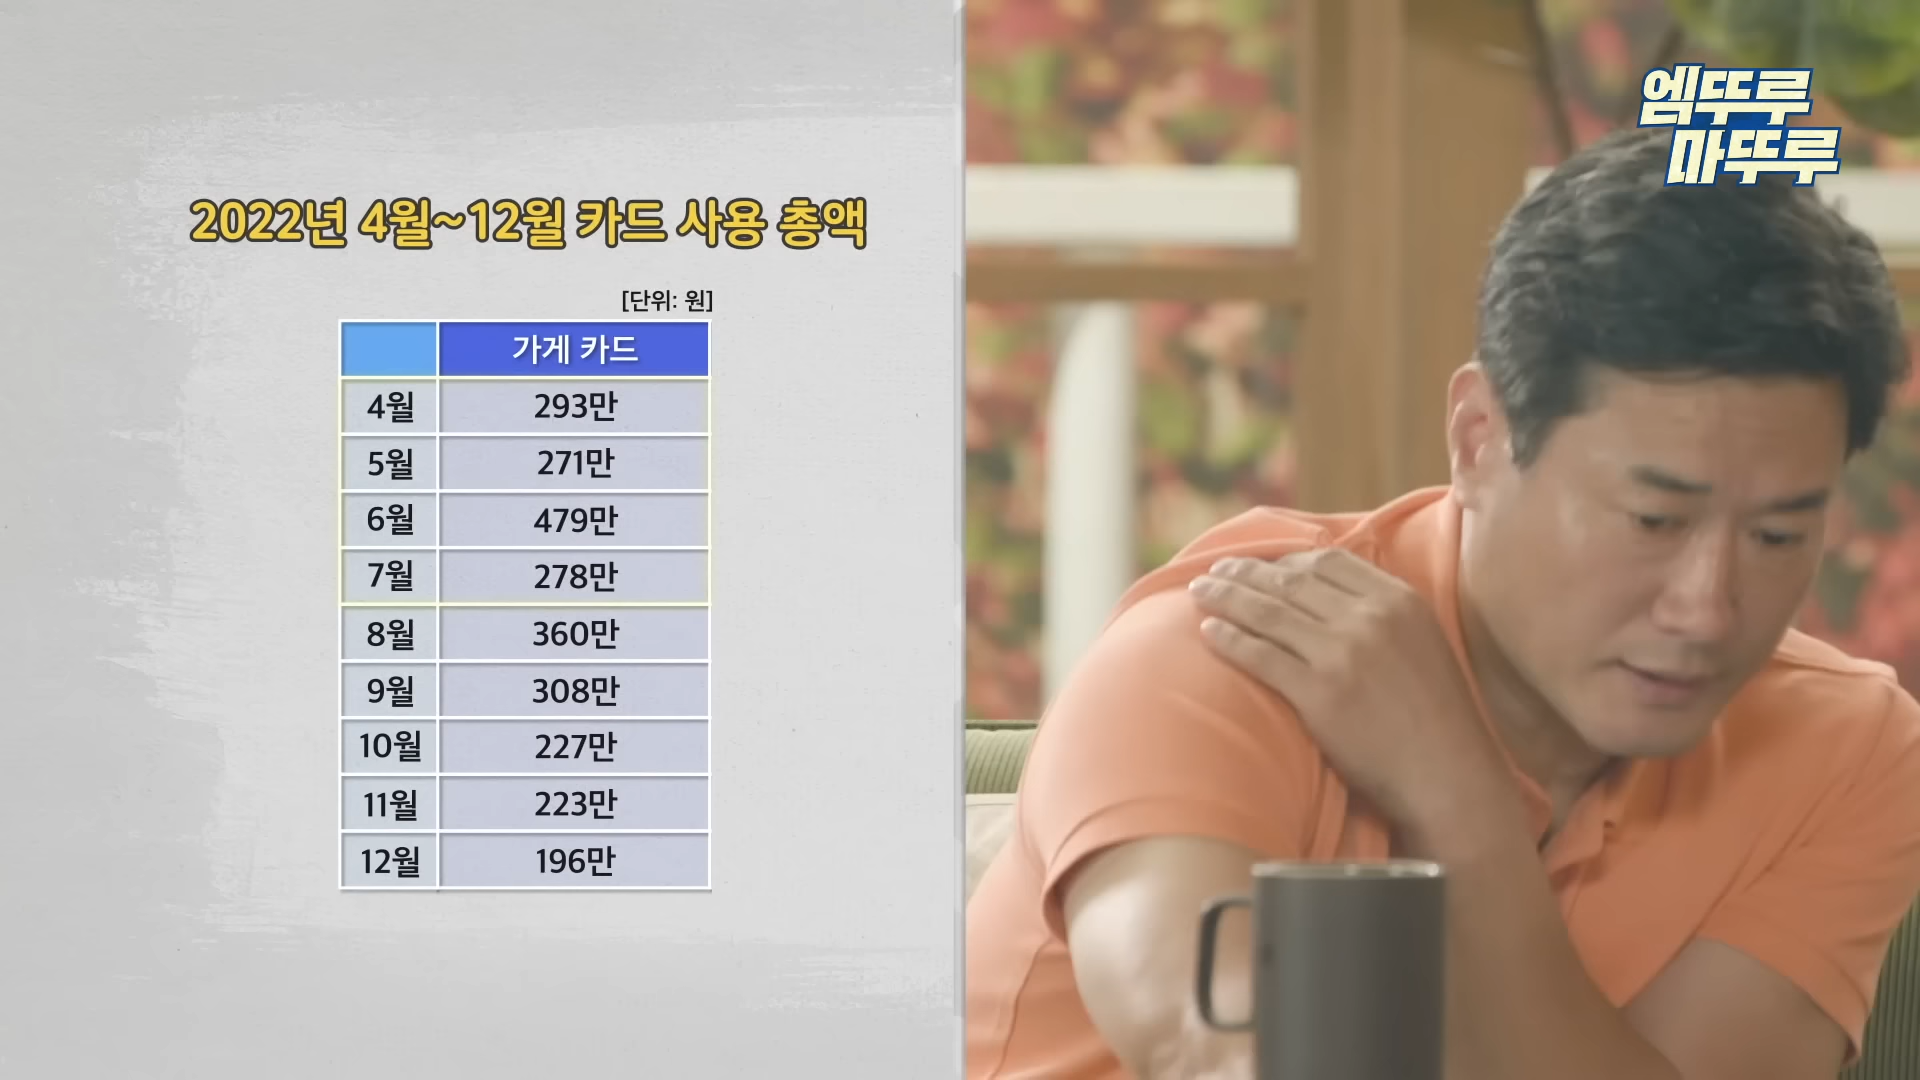 엠뚜루
마뚜루
2022년 4월~12월 카드 사용 총액
[단위: 원]
가게 카드
4월 293만
5월 271만
6월 479만
7월 278만
8월 360만
9월 308만
10월 227만
11월 223만
12월 196만